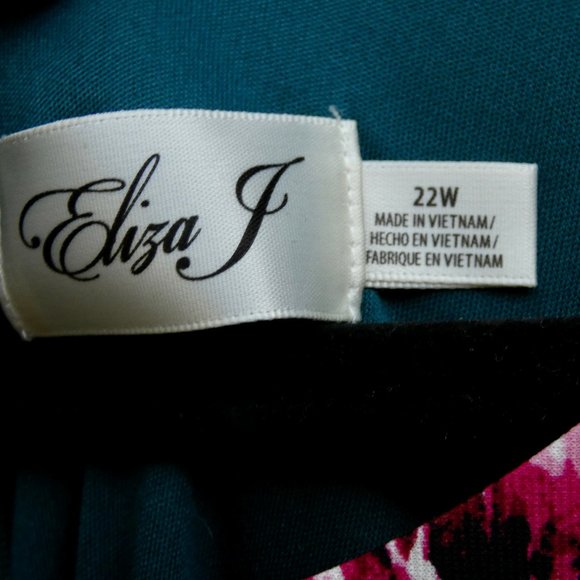 Eliza J
22W
MADE IN VIETNAM/
HECHO EN VIETNAM/
FABRIQUE EN VIETNAM